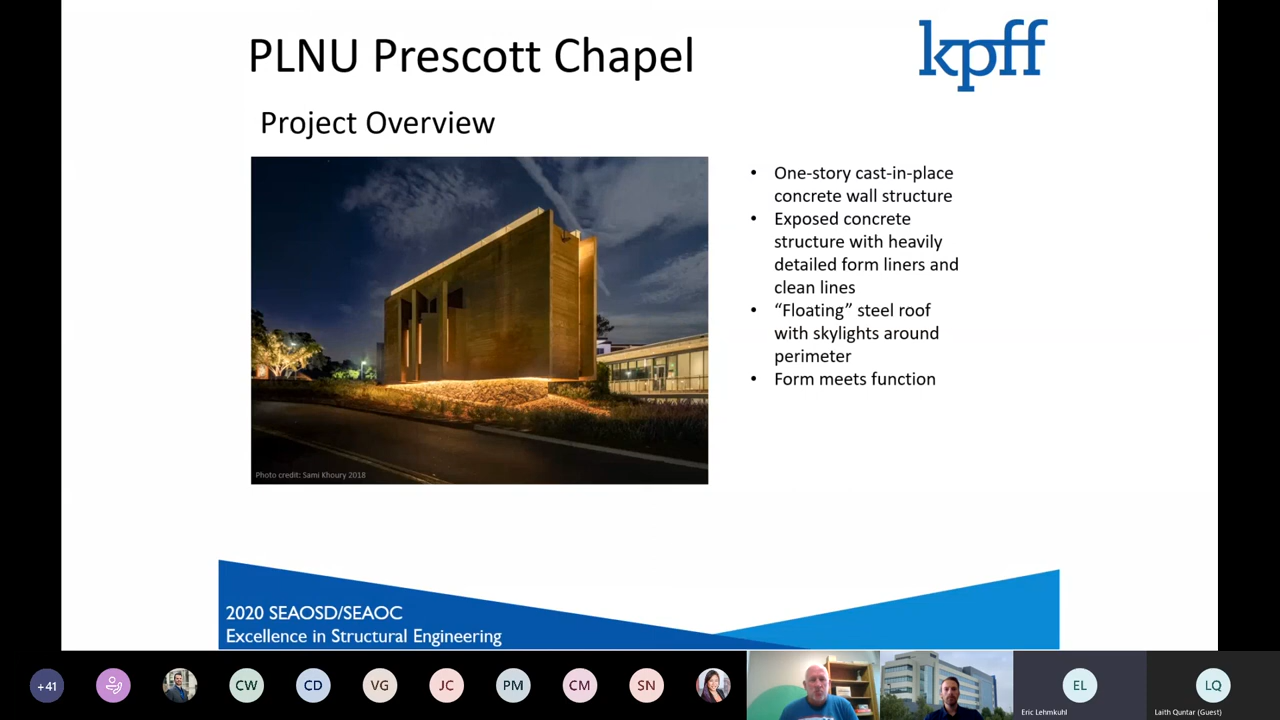 PLNU Prescott Chapel
kpff
Project Overview
• One-story cast-in-place
concrete wall structure
• Exposed concrete
structure with heavily
detailed form liners and
clean lines
• “Floating” steel roof
with skylights around
perimeter
• Form meets function
Photo credit: Sami Khoury 2018
2020 SEAOSD/SEAOC
Excellence in Structural Engineering
+41
CW
CD
VG
JC
PM
CM
SN
EL
LQ
Eric Lehmkuhl
Laith Quntar (Guest)